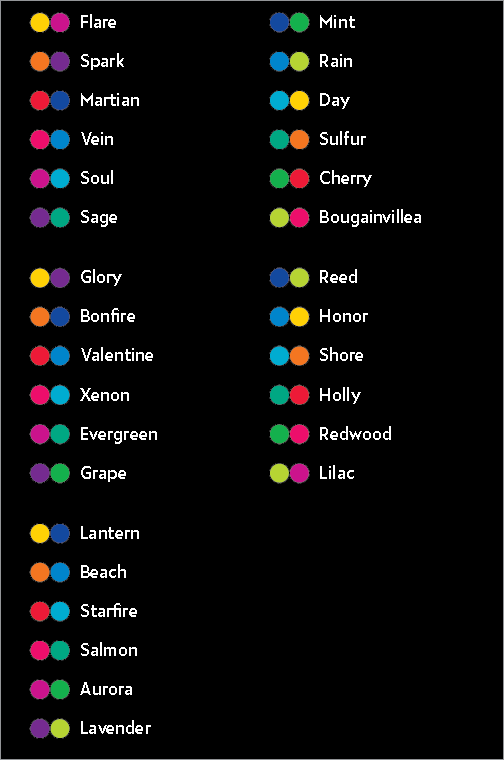 Flare
Spark
Martian
Vein
Soul
Sage
Mint
Rain
Day
Sulfur
Cherry
Bougainvillea
Glory
Bonfire
Valentine
Xenon
Evergreen
Grape
Reed
Honor
Shore
Holly
Redwood
Lilac
Lantern
Beach
Starfire
Salmon
Aurora
Lavender